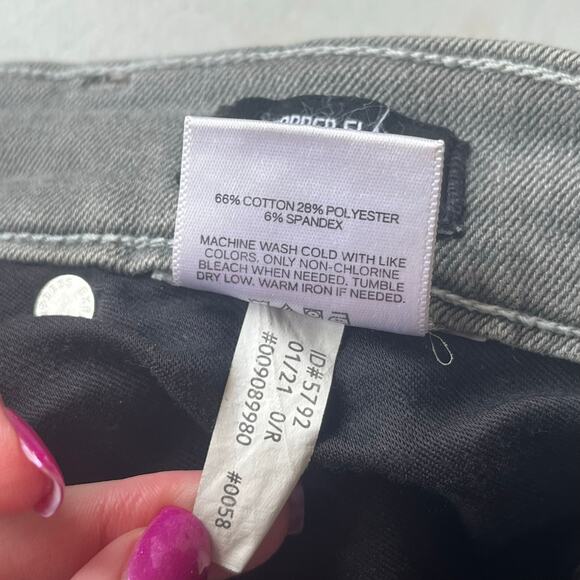 66% COTTON 28% POLYESTER
6% SPANDEX
MACHINE WASH COLD WITH LIKE
COLORS. ONLY NON-CHLORINE
BLEACH WHEN NEEDED. TUMBLE
DRY LOW. WARM IRON IF NEEDED.
ID#5792
01/21 0/R
#009089980 #0058